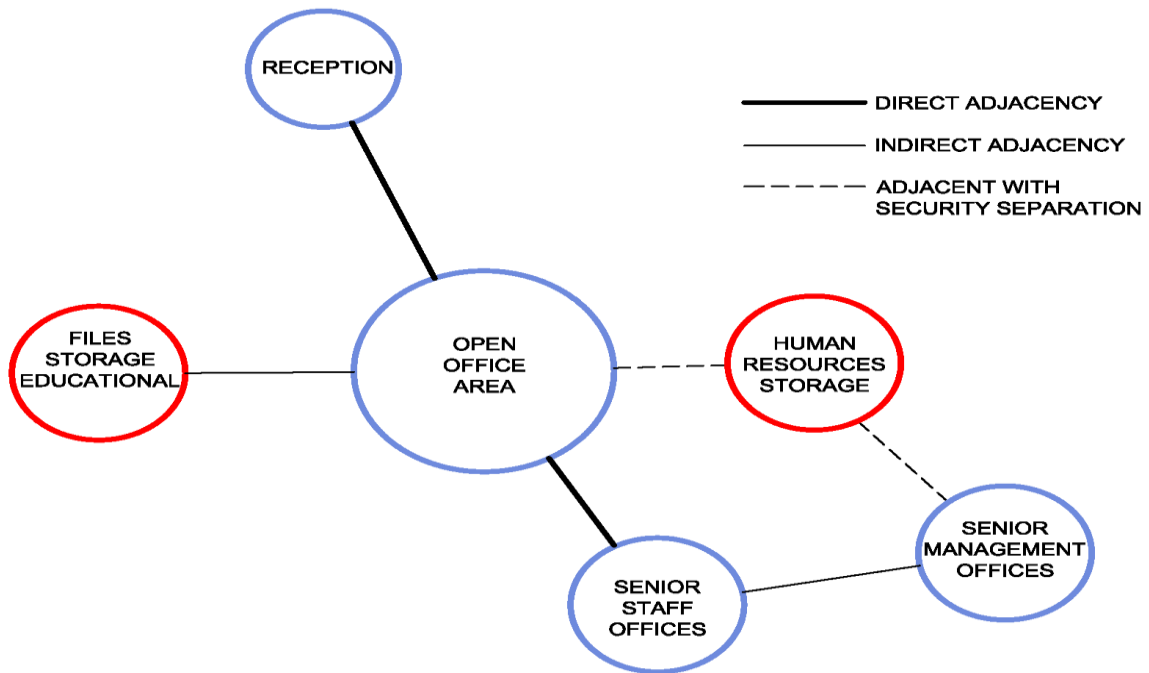 RECEPTION
DIRECT ADJACENCY
INDIRECT ADJACENCY
ADJACENT WITH
SECURITY SEPARATION
FILES
STORAGE
EDUCATIONAL
OPEN
OFFICE
AREA
HUMAN
RESOURCES
STORAGE
SENIOR
MANAGEMENT
OFFICES
SENIOR
STAFF
OFFICES